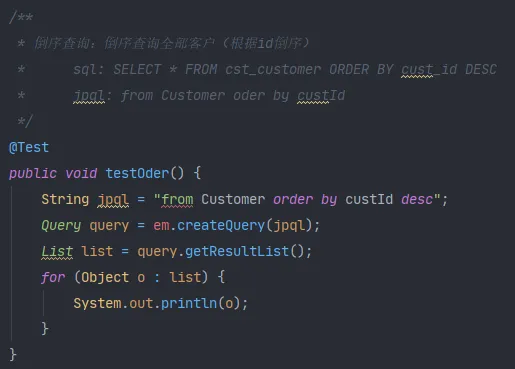 /**
 * 倒序查询：倒序查询全部客户（根据id倒序）
 *      sql: SELECT * FROM cst_customer ORDER BY cust_id DESC
 *      jpql: from Customer oder by custId
 */
@Test
public void testOder() {
    String jpql = "from Customer order by custId desc";
    Query query = em.createQuery(jpql);
    List list = query.getResultList();
    for (Object o : list) {
        System.out.println(o);
    }
}